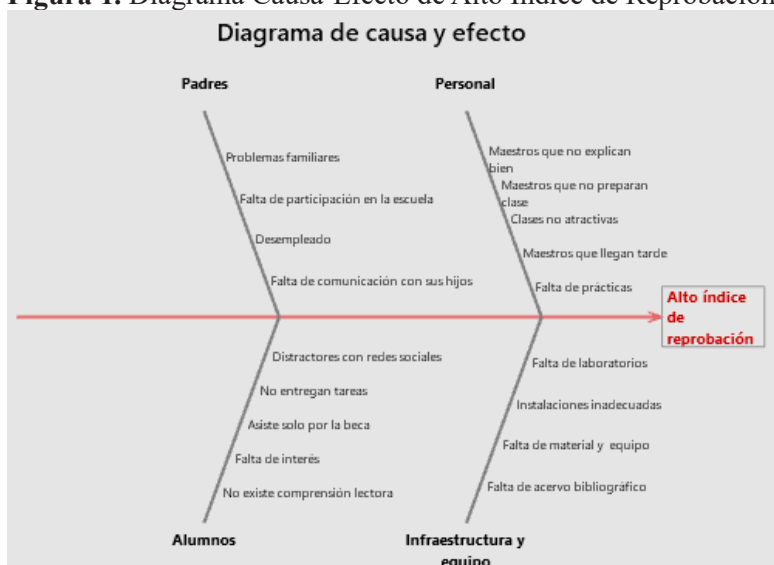 Figura 1. Diagrama Causa-Efecto de Alto Índice de Reprobación
Diagrama de causa y efecto
Padres
Personal
Problemas familiares
Falta de participación en la escuela
Desempleado
Falta de comunicación con sus hijos
Maestros que no explican
bien
Maestros que no preparan
clase
Clases no atractivas
Maestros que llegan tarde
Falta de prácticas
Alto índice
de
reprobación
Distractores con redes sociales
No entregan tareas
Asiste solo por la beca
Falta de interés
No existe comprensión lectora
Falta de laboratorios
Instalaciones inadecuadas
Falta de material y equipo
Falta de acervo bibliográfico
Alumnos
Infraestructura y
equipo